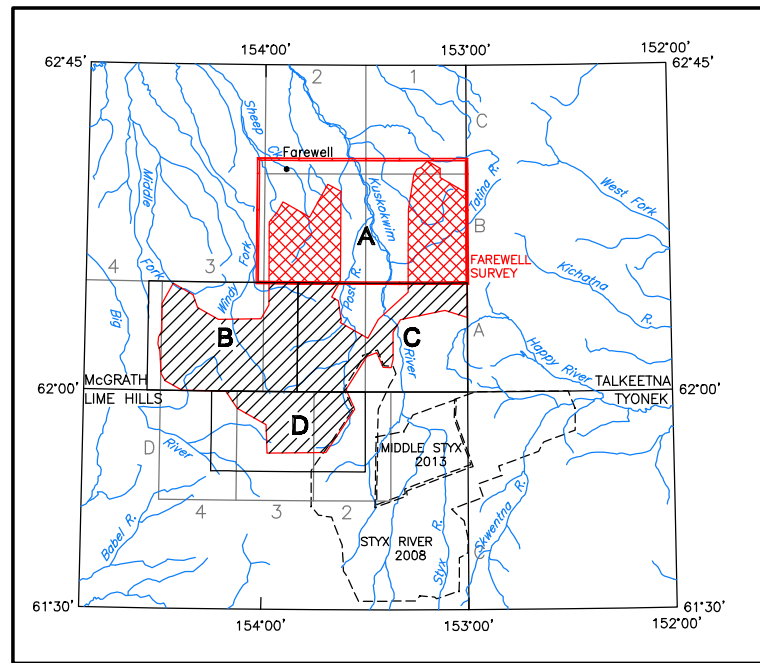 154°00'
153°00'
152°00'
62°45'
62°45'
2
1
Sheep
Ck
C
Farewell
Middle
Fork
Kuskokwim
River
Tatina R.
West Fork
B
A
FAREWELL
SURVEY
4
3
Windy Fork
Post R.
Kichatna
R.
Big
River
B
C
A
Happy River
McGRATH
TALKEETNA
62°00'
62°00'
LIME HILLS
TYONEK
D
D
MIDDLE STYX
2013
4
3
2
Babel R.
STYX RIVER
2008
Styx
R.
Skwentna R.
C
61°30'
61°30'
154°00'
153°00'
152°00'